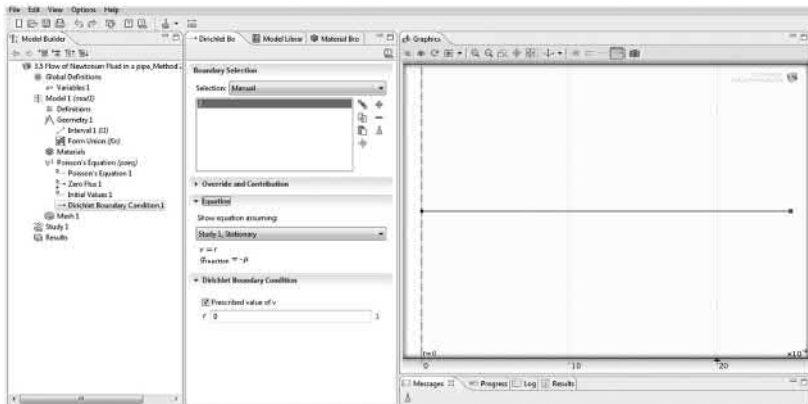 File Edit View Options Help
Model Builder
3.5 Flow of Newtonian Fluid in a pipe_Method
Global Definitions
Variables 1
Model 1 (mod1)
Definitions
Geometry 1
Interval 1 (i1)
Form Union (fin)
Materials
Poisson's Equation (poeq)
Poisson's Equation 1
Zero Flux 1
Initial Values 1
Dirichlet Boundary Condition 1
Mesh 1
Study 1
Results
Dirichlet Bo
Model Librar
Material Bro
Boundary Selection
Selection: Manual
Override and Contribution
Equation
Show equation assuming:
Study 1, Stationary
v = r
g reaction = -μ
Dirichlet Boundary Condition
Prescribed value of v
r 0 1
Graphics
r=0
0 10 20
Messages Progress Log Results